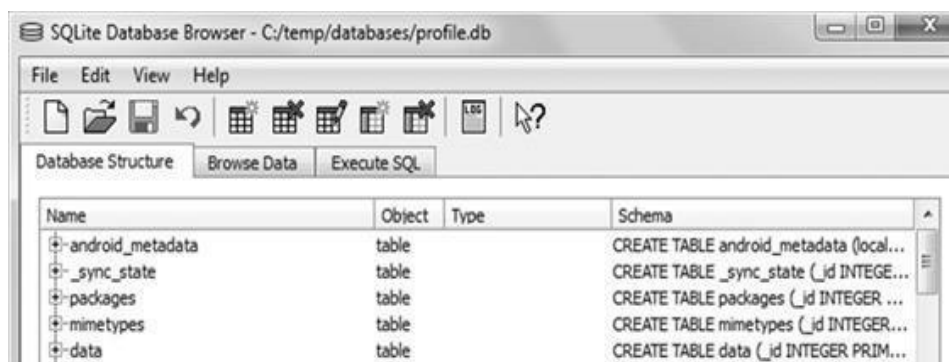 SQLite Database Browser - C:/temp/databases/profile.db
File Edit View Help
LOG ?
Database Structure Browse Data Execute SQL
Name Object Type Schema
android_metadata table CREATE TABLE android_metadata (local...
_sync_state table CREATE TABLE _sync_state (_id INTEGE...
packages table CREATE TABLE packages (_id INTEGER ...
mimetypes table CREATE TABLE mimetypes (_id INTEGER...
data table CREATE TABLE data (_id INTEGER PRIM...